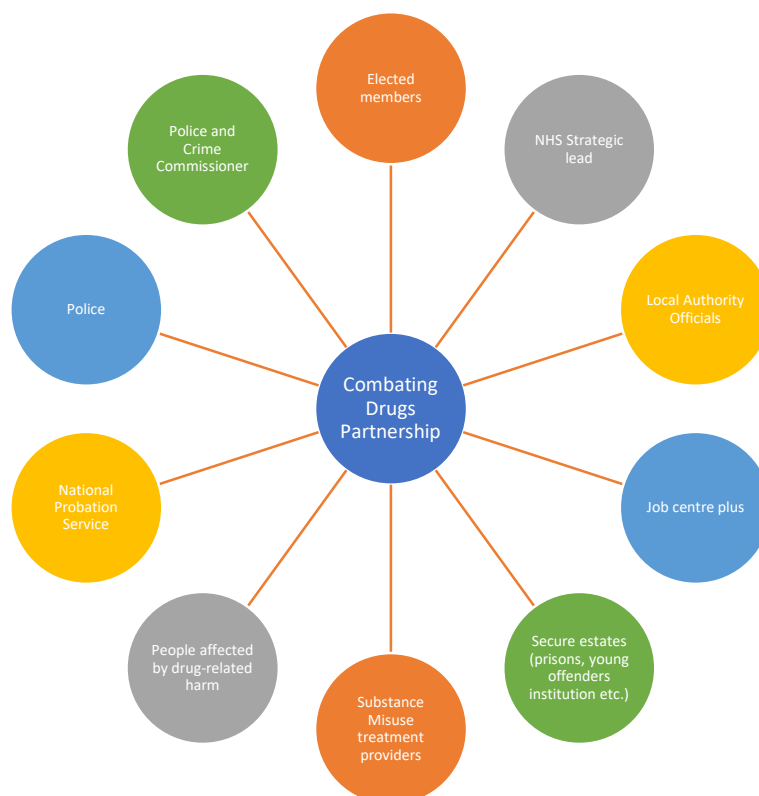 Elected
members
NHS Strategic
lead
Local Authority
Officials
Job centre plus
Secure estates
(prisons, young
offenders
institution etc.)
Substance
Misuse
treatment
providers
People affected
by drug-related
harm
National
Probation
Service
Police
Police and
Crime
Commissioner
Combating
Drugs
Partnership